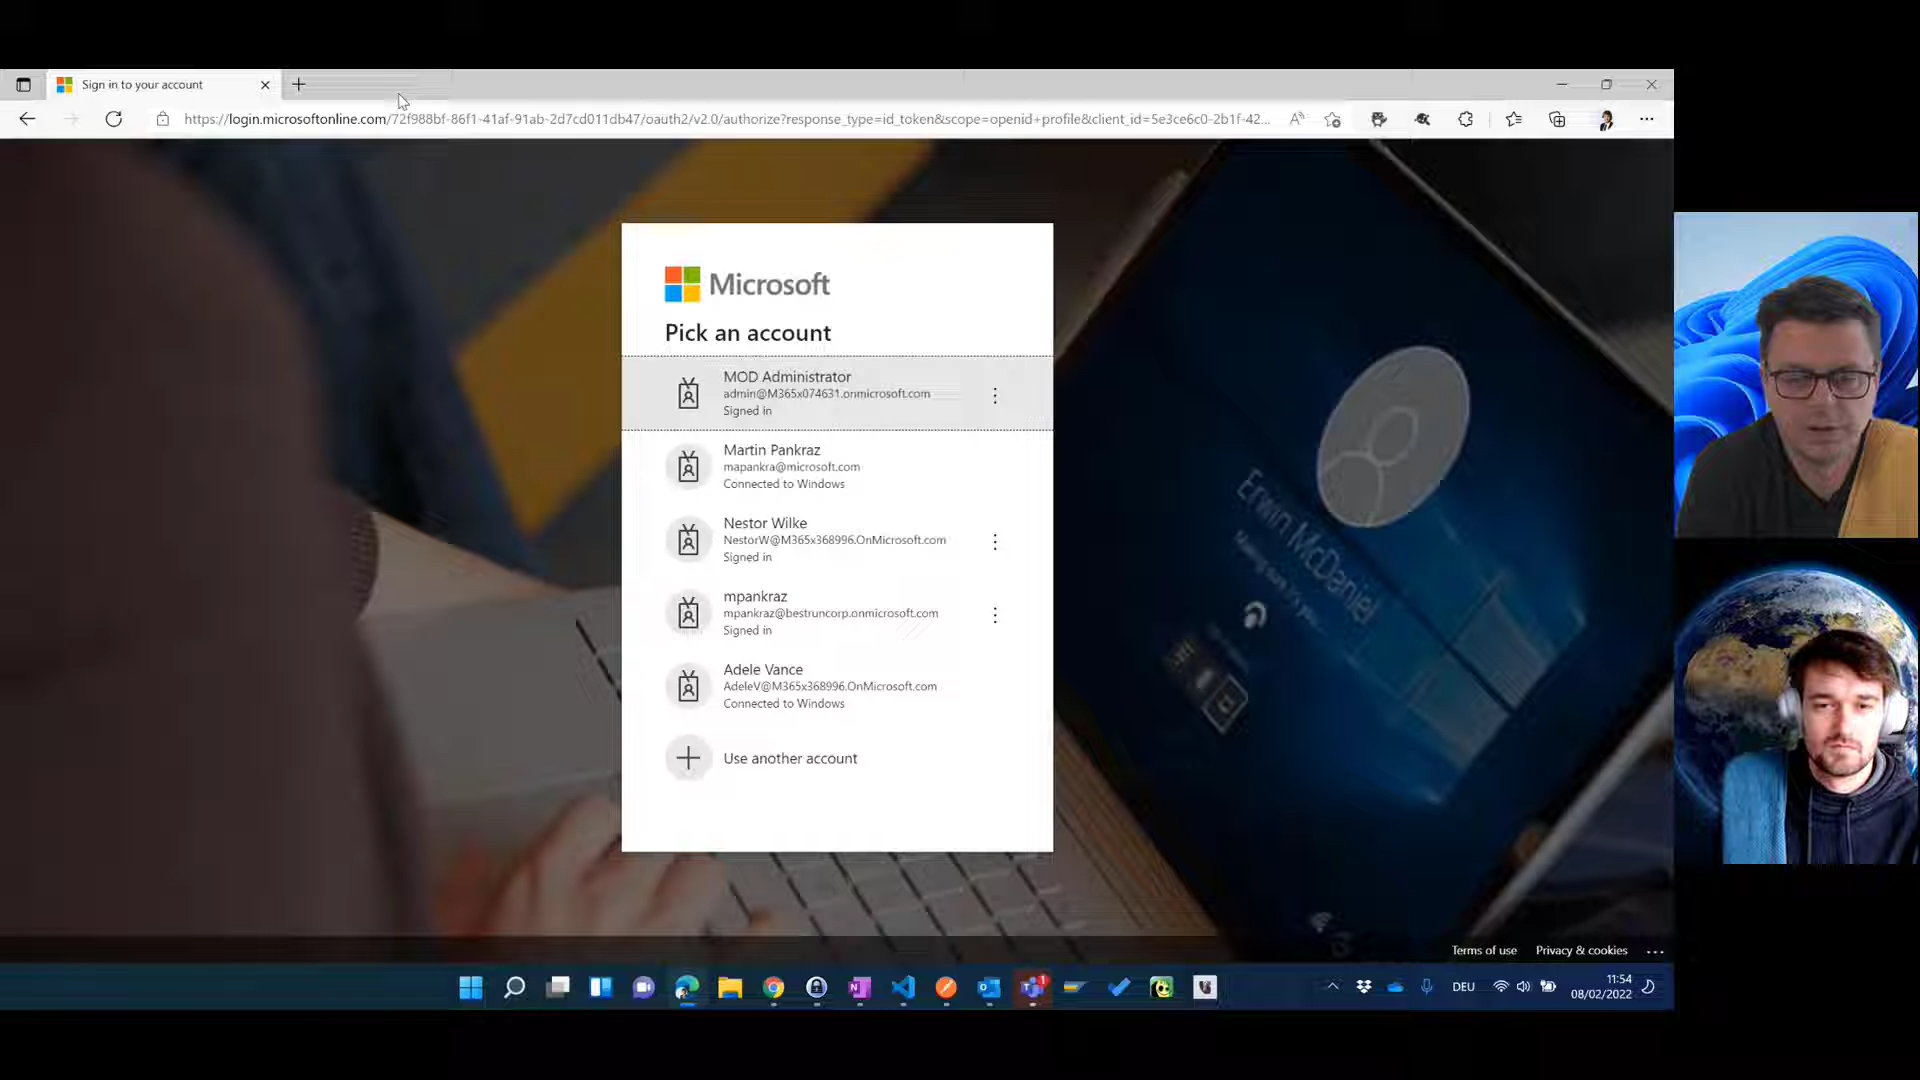 Sign in to your account
https://login.microsoftonline.com/72f988bf-86f1-41af-91ab-2d7cd011db47/oauth2/v2.0/authorize?response_type=id_token&scope=openid+profile&client_id=5e3ce6c0-2b1f-42...
Microsoft
Pick an account
MOD Administrator
admin@M365x074631.onmicrosoft.com
Signed in
Martin Pankraz
mapankra@microsoft.com
Connected to Windows
Nestor Wilke
NestorW@M365x368996.OnMicrosoft.com
Signed in
mpankraz
mpankraz@bestruncorp.onmicrosoft.com
Signed in
Adele Vance
AdeleV@M365x368996.OnMicrosoft.com
Connected to Windows
Use another account
Erwin McDaniel
Terms of use Privacy & cookies ...
DEU
11:54
08/02/2022